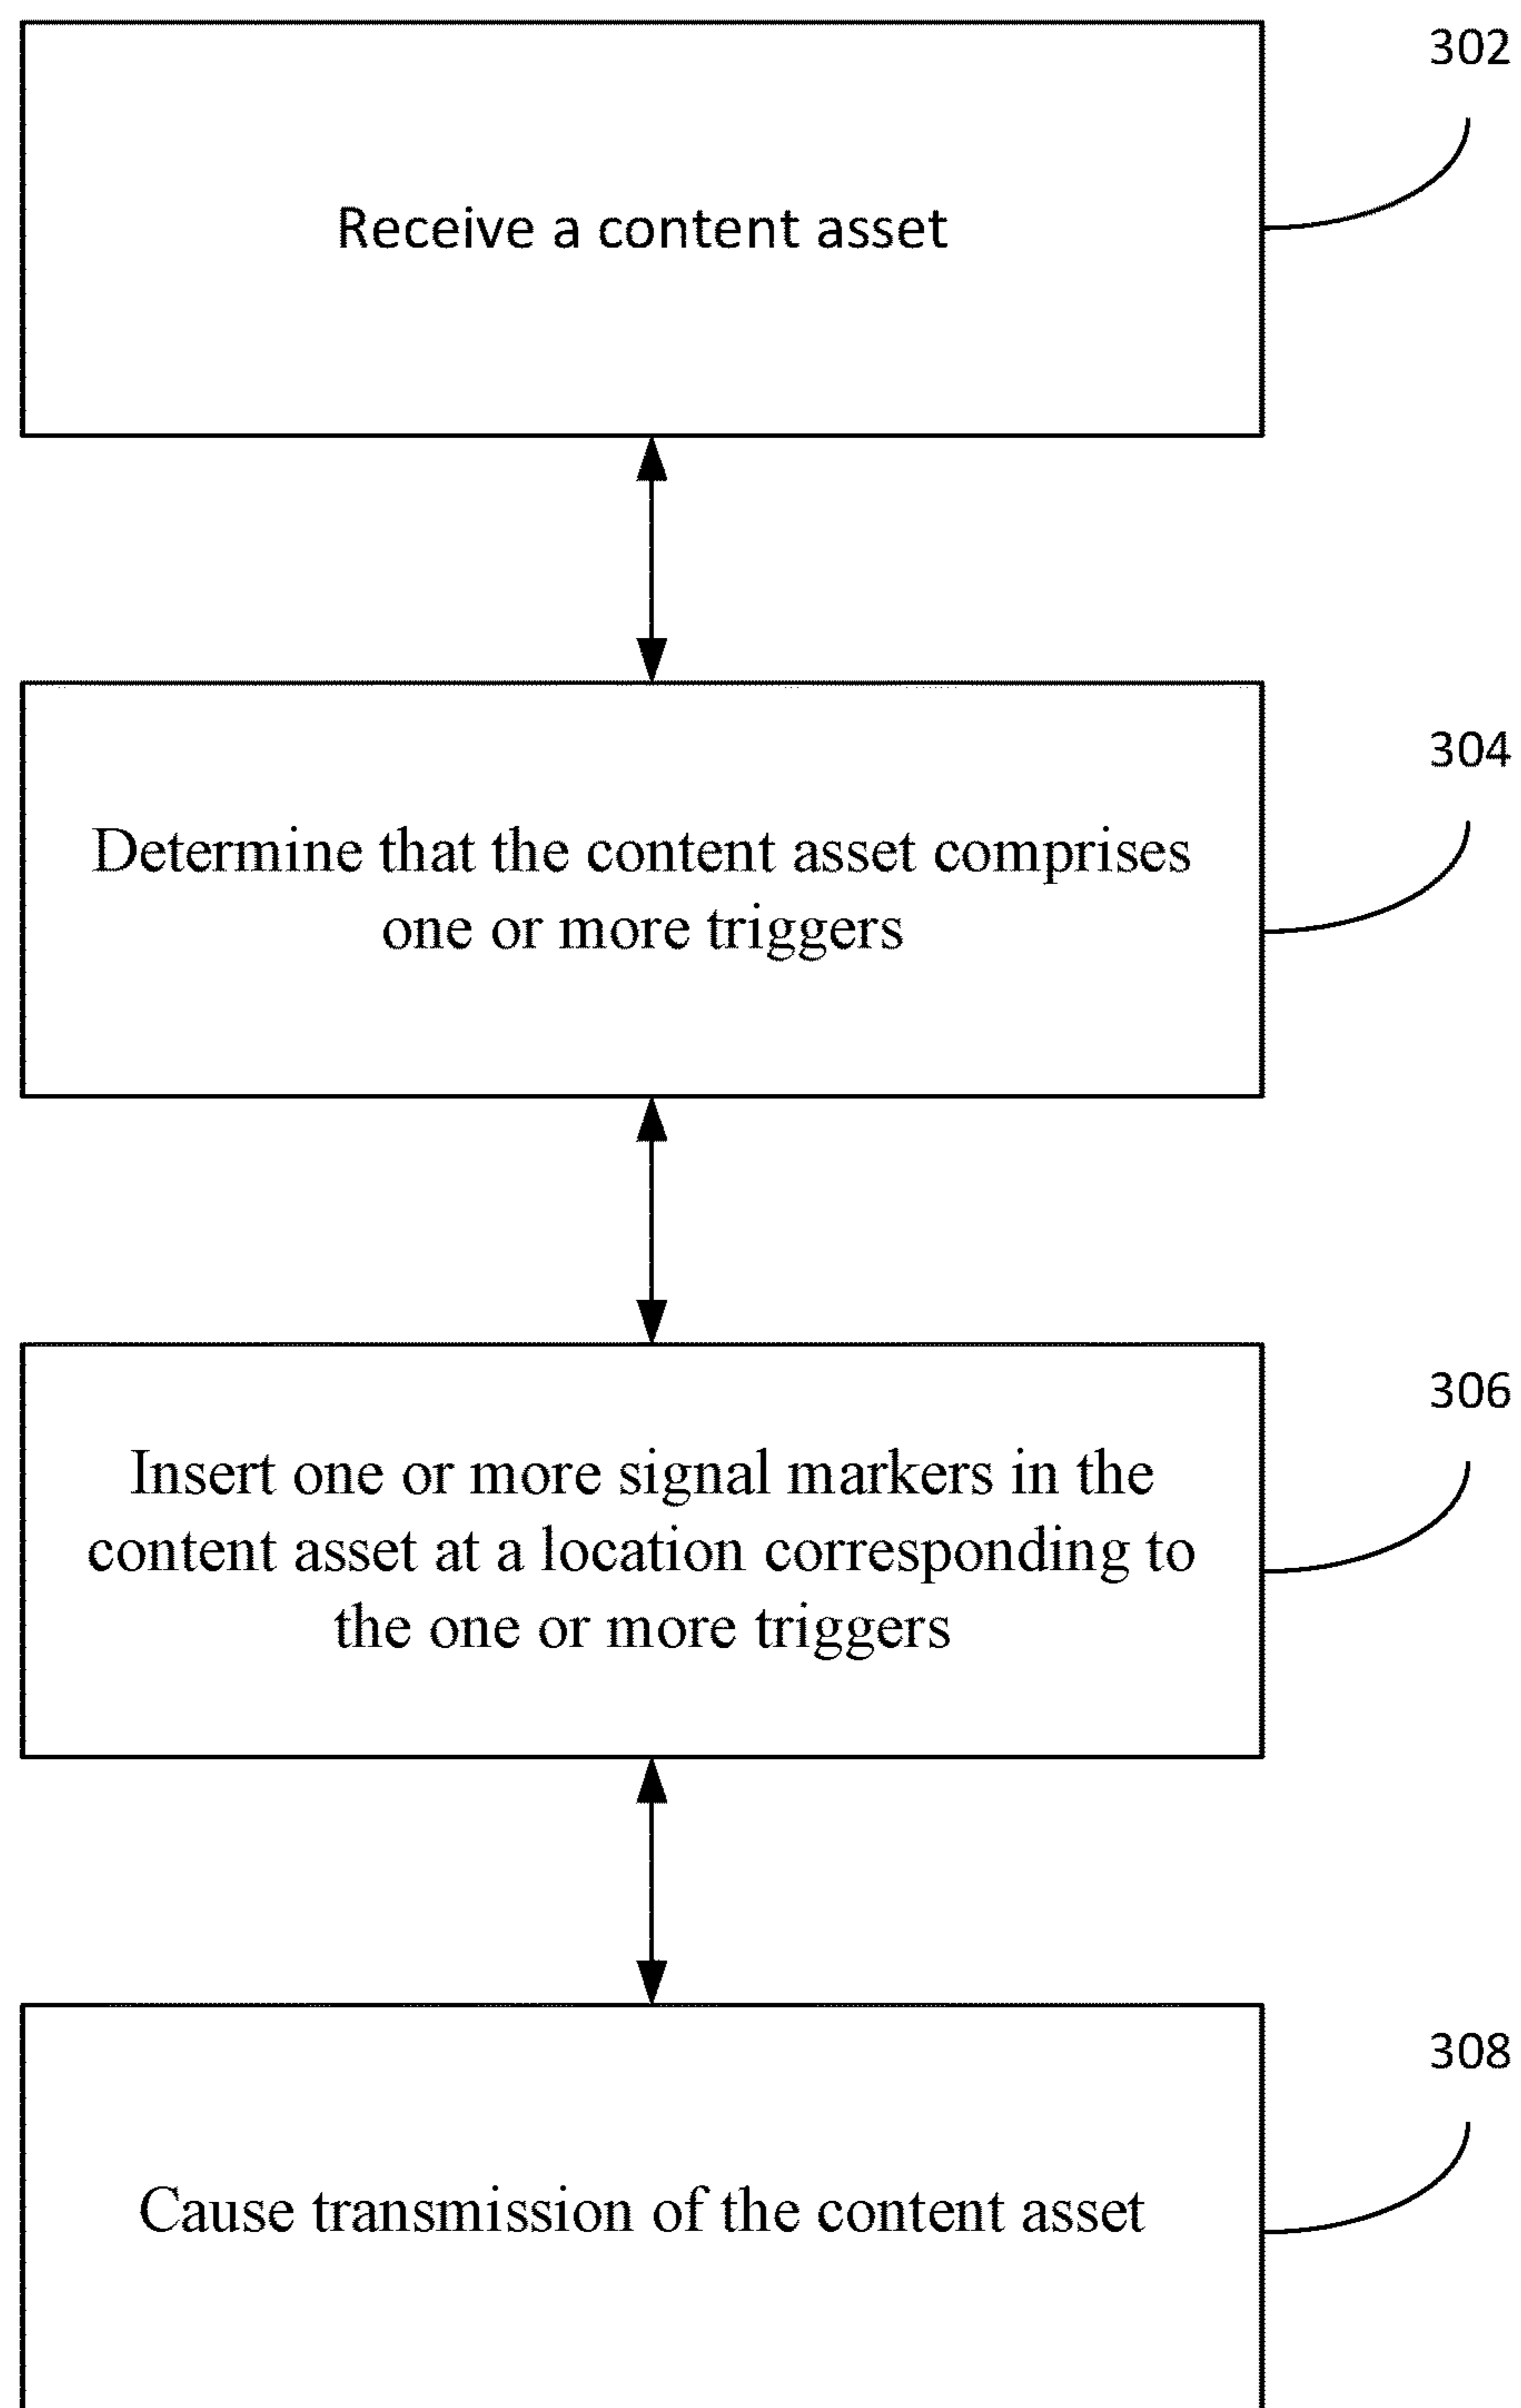 302
Receive a content asset
304
Determine that the content asset comprises
one or more triggers
306
Insert one or more signal markers in the
content asset at a location corresponding to
the one or more triggers
308
Cause transmission of the content asset